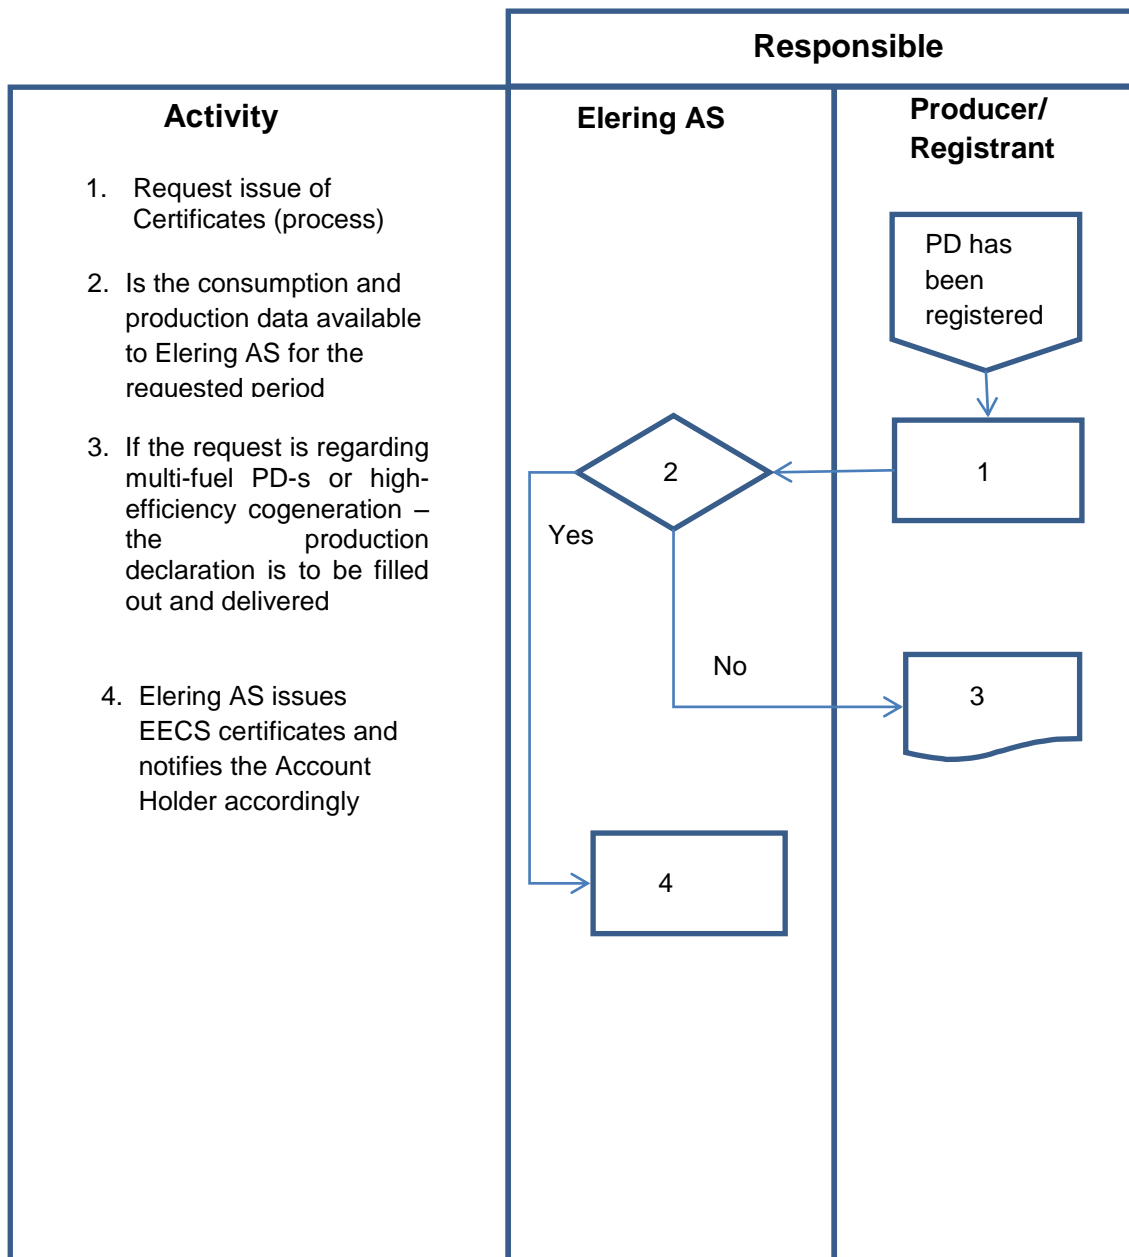 Responsible
Activity
Elering AS
Producer/
Registrant
1. Request issue of
Certificates (process)
2. Is the consumption and
production data available
to Elering AS for the
requested period
3. If the request is regarding
multi-fuel PD-s or high-
efficiency cogeneration –
the production
declaration is to be filled
out and delivered
4. Elering AS issues
EECS certificates and
notifies the Account
Holder accordingly
PD has
been
registered
1
2
Yes
No
3
4